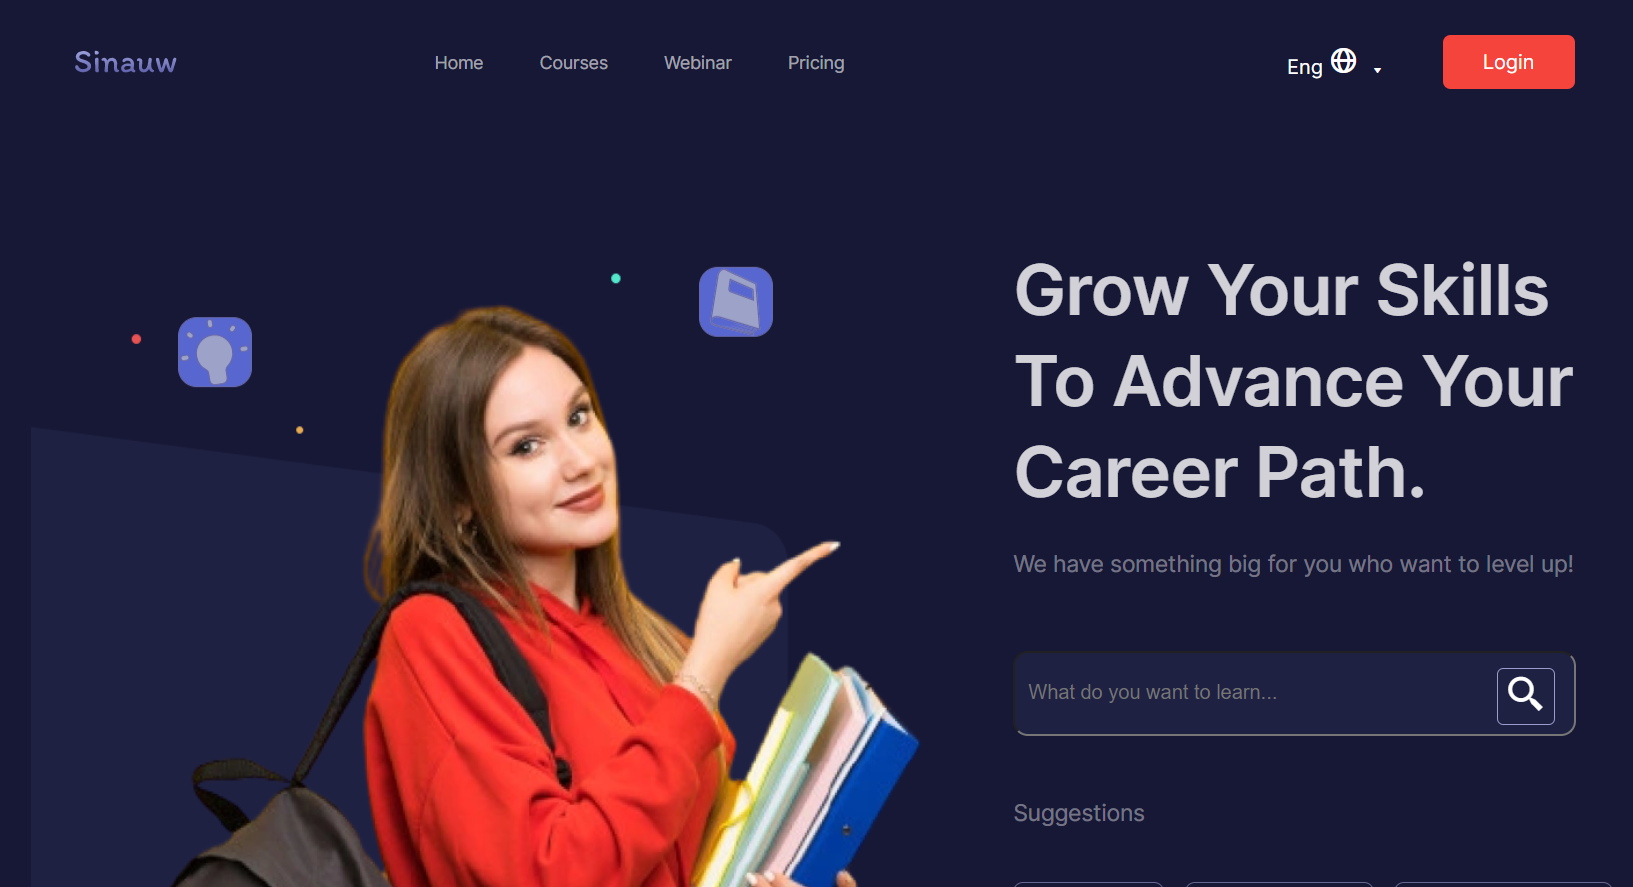 Sinauw
Home
Courses
Webinar
Pricing
Eng
Login
Grow Your Skills
To Advance Your
Career Path.
We have something big for you who want to level up!
What do you want to learn...
Suggestions